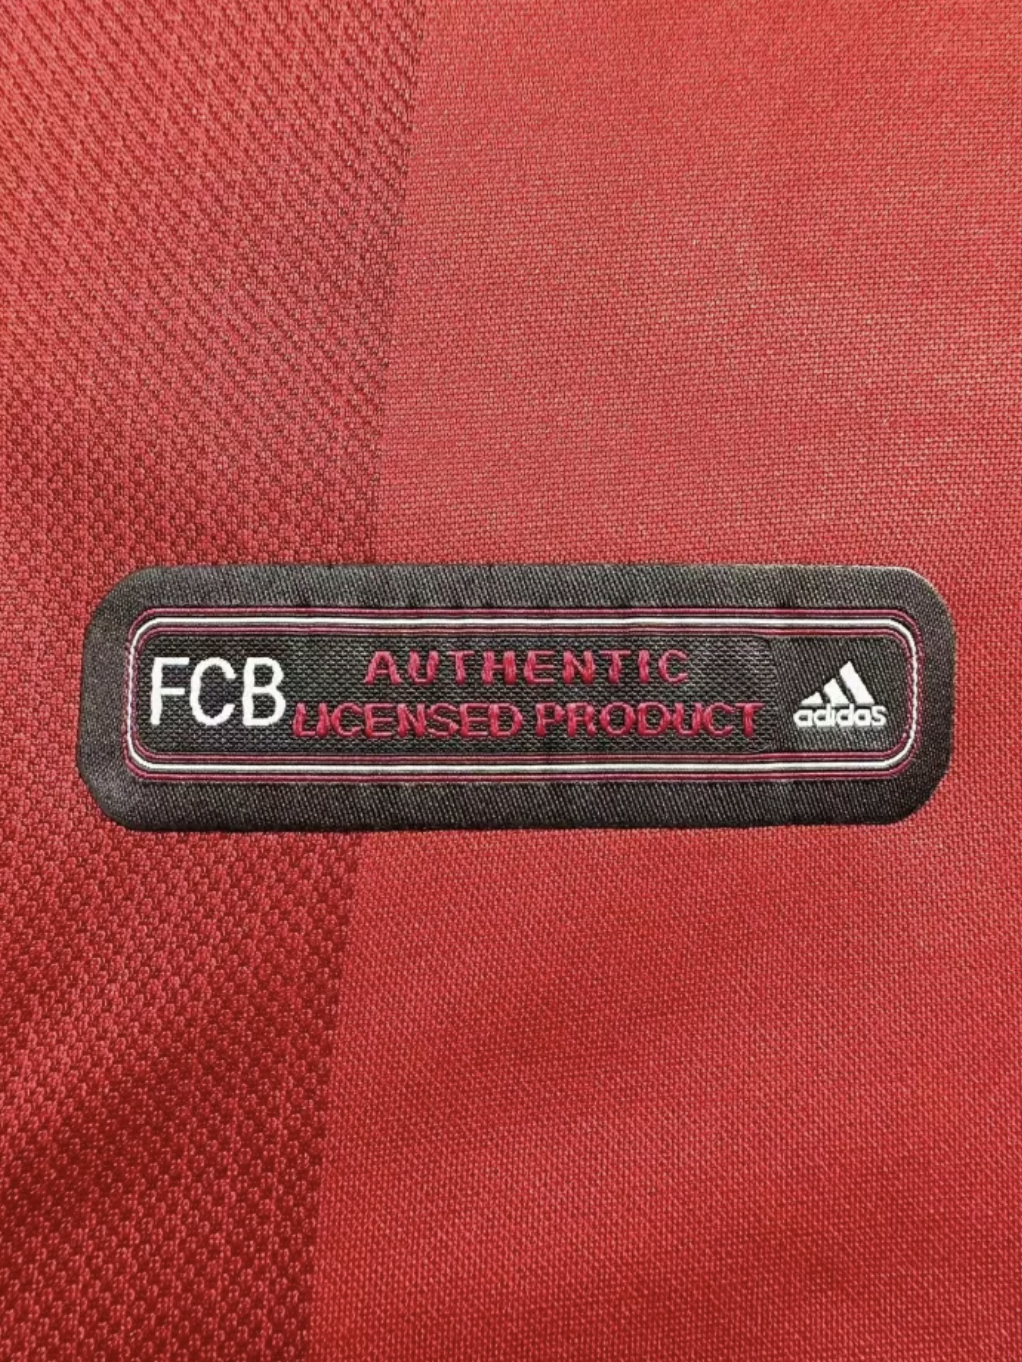 FCB
AUTHENTIC
LICENSED PRODUCT
adidas